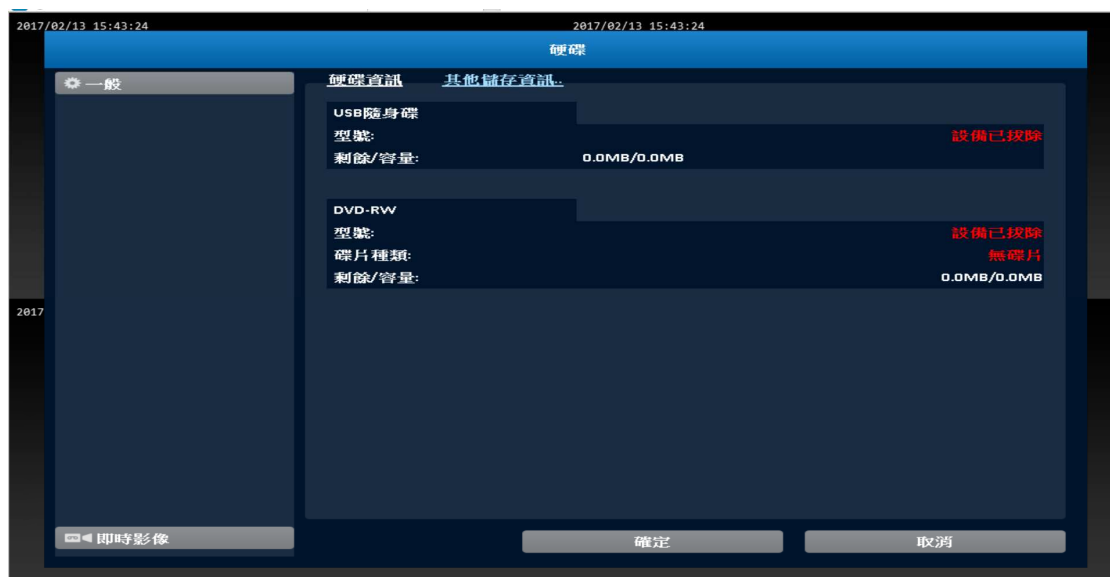 2017/02/13 15:43:24 2017/02/13 15:43:24
硬碟
一般
硬碟資訊 其他儲存資訊..
USB隨身碟
型號: 設備已拔除
剩餘/容量: 0.0MB/0.0MB
DVD-RW
型號: 設備已拔除
碟片種類: 無碟片
剩餘/容量: 0.0MB/0.0MB
2017
即時影像 確定 取消